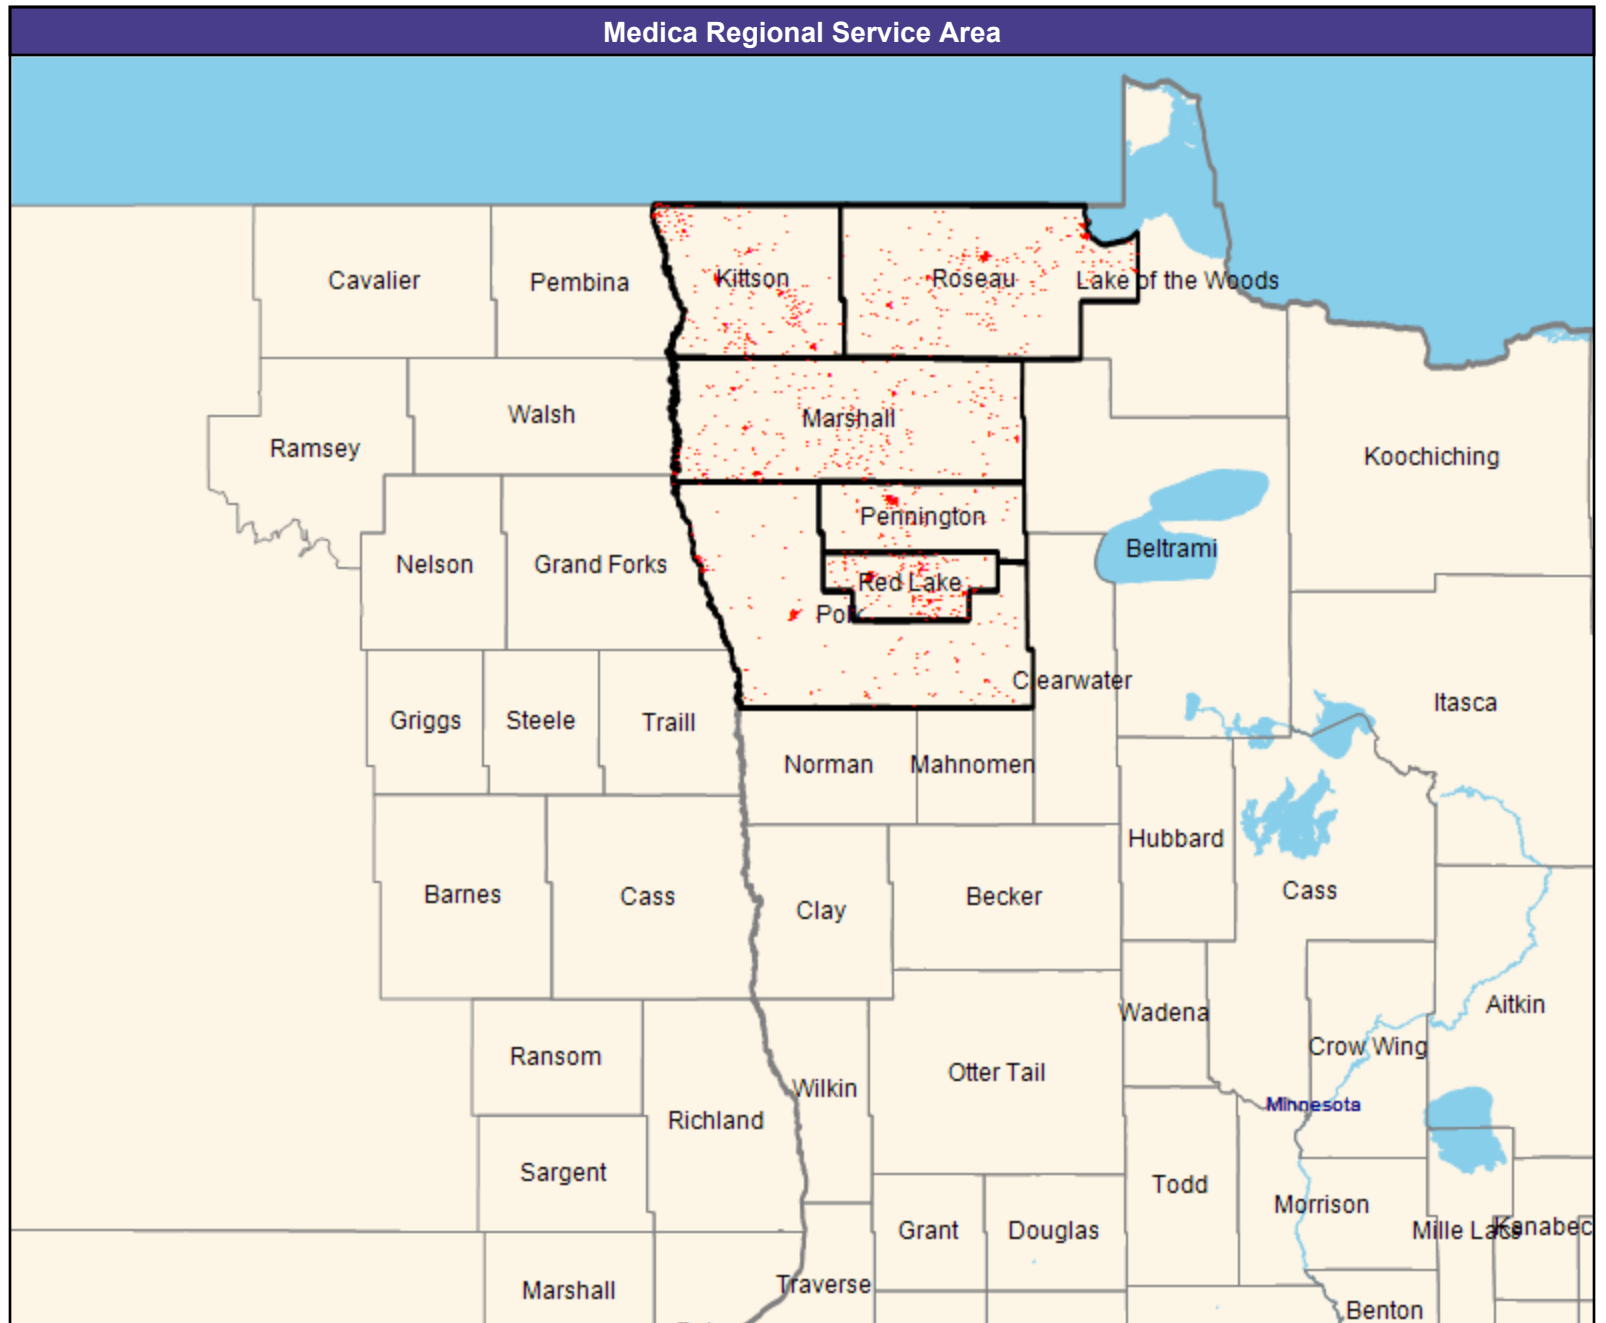 Medica Regional Service Area
Cavalier
Pembina
Kittson
Roseau
Lake of the Woods
Walsh
Marshall
Ramsey
Koochiching
Pennington
Nelson
Grand Forks
Beltrami
Red Lake
Polk
Clearwater
Itasca
Griggs
Steele
Traill
Norman
Mahnomen
Hubbard
Barnes
Cass
Clay
Becker
Cass
Wadena
Aitkin
Ransom
Otter Tail
Crow Wing
Wilkin
Minnesota
Richland
Sargent
Todd
Morrison
Grant
Douglas
Mille Lacs
Kanabec
Marshall
Traverse
Benton